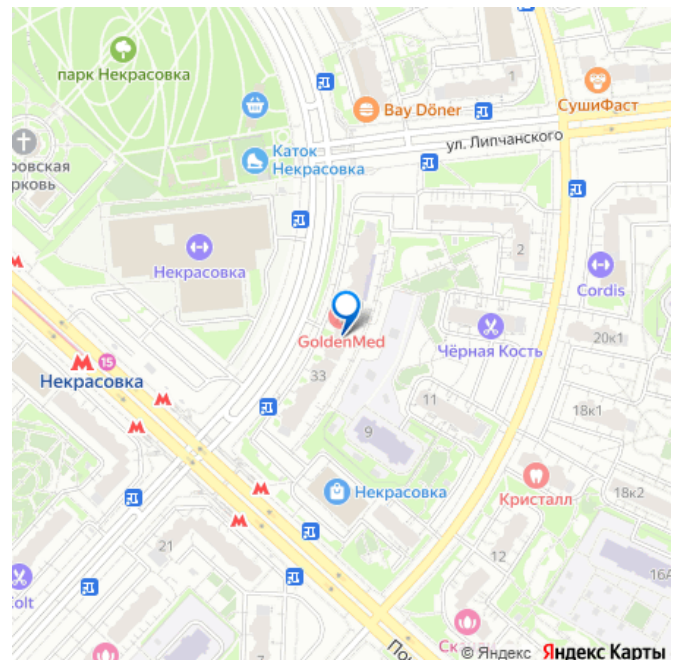 парк Некрасовка
1
СушиФаст
Bay Döner
ул. Липчанского
ровская
рковь
Каток
Некрасовка
Некрасовка
2
Cordis
GoldenMed
Чёрная Кость
20к1
М
15
Некрасовка
М
33
11
18к1
М
9
М
Некрасовка
Кристалл
18к2
М
21
12
16А
Colt
© Яндекс Яндекс Карты